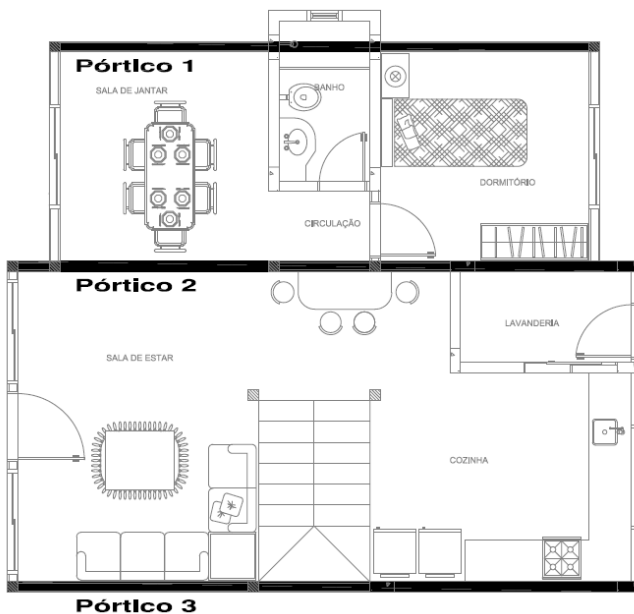 Pórtico 1
SALA DE JANTAR
BANHO
DORMITÓRIO
CIRCULAÇÃO
Pórtico 2
LAVANDERIA
SALA DE ESTAR
COZINHA
Pórtico 3